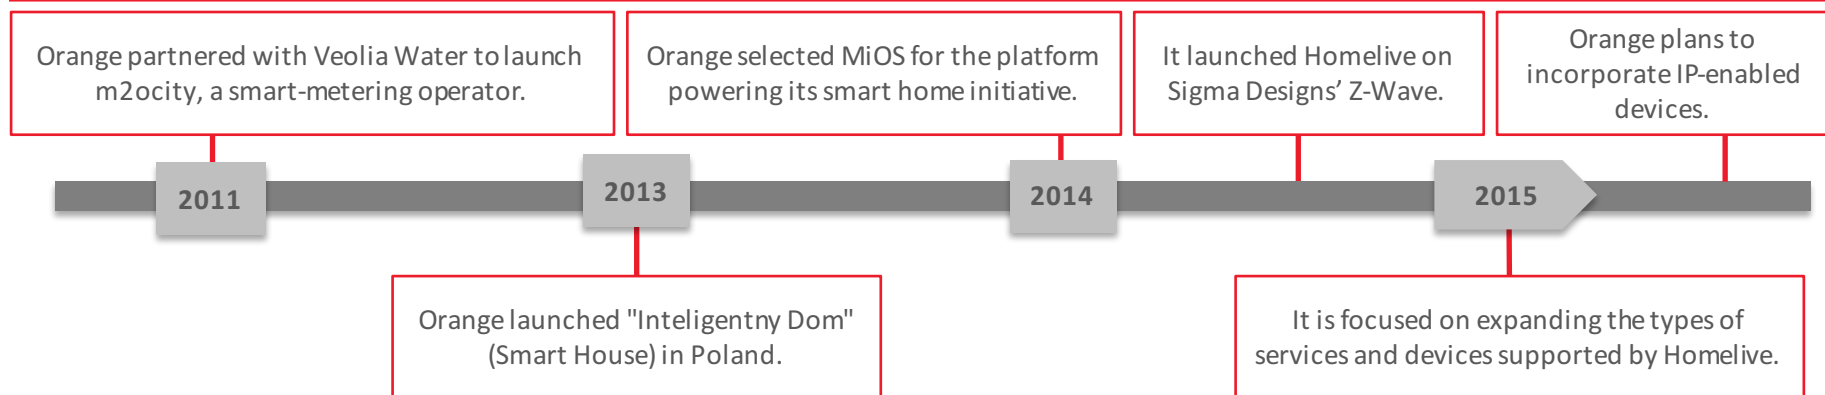 Orange partnered with Veolia Water to launch
m2ocity, a smart-metering operator.
Orange selected MiOS for the platform
powering its smart home initiative.
It launched Homelive on
Sigma Designs’ Z-Wave.
Orange plans to
incorporate IP-enabled
devices.
2011
2013
2014
2015
Orange launched "Inteligentny Dom"
(Smart House) in Poland.
It is focused on expanding the types of
services and devices supported by Homelive.